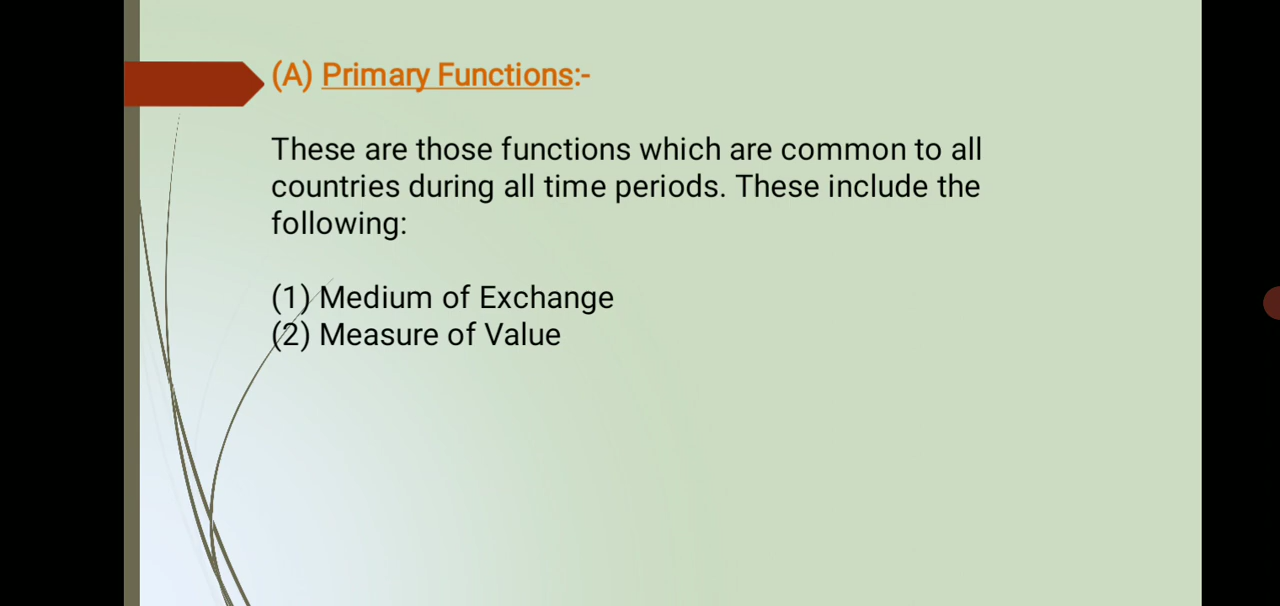 (A) Primary Functions:-
These are those functions which are common to all
countries during all time periods. These include the
following:
(1) Medium of Exchange
(2) Measure of Value